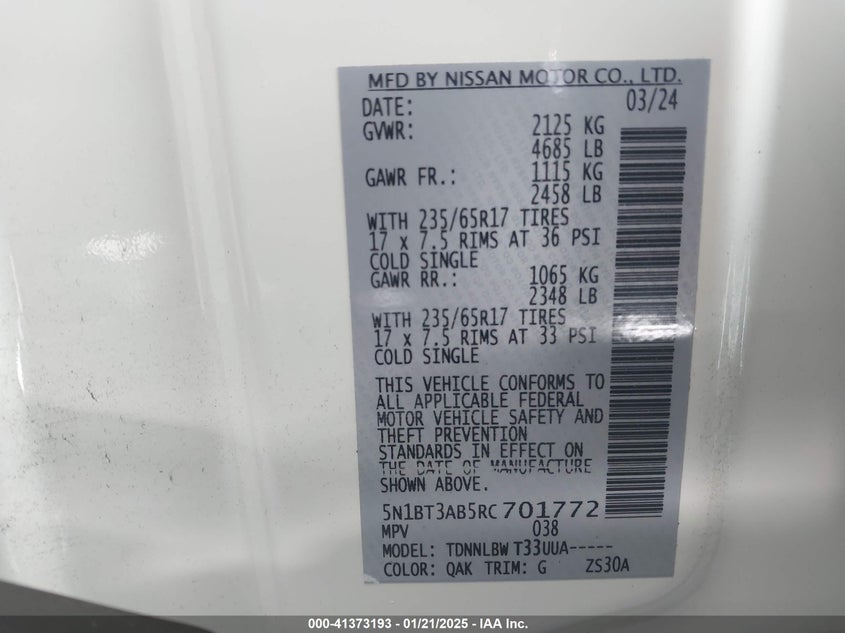 MFD BY NISSAN MOTOR CO., LTD.
DATE: 03/24
GVWR: 2125 KG
4685 LB
GAWR FR.: 1115 KG
2458 LB
WITH 235/65R17 TIRES
17 x 7.5 RIMS AT 36 PSI
COLD SINGLE
GAWR RR.: 1065 KG
2348 LB
WITH 235/65R17 TIRES
17 x 7.5 RIMS AT 33 PSI
COLD SINGLE
THIS VEHICLE CONFORMS TO
ALL APPLICABLE FEDERAL
MOTOR VEHICLE SAFETY AND
THEFT PREVENTION
STANDARDS IN EFFECT ON
THE DATE OF MANUFACTURE
SHOWN ABOVE.
5N1BT3AB5RC701772
MPV 038
MODEL: TDNNLBW T33UUA-----
COLOR: QAK TRIM: G ZS30A
000-41373193 - 01/21/2025 - IAA Inc.